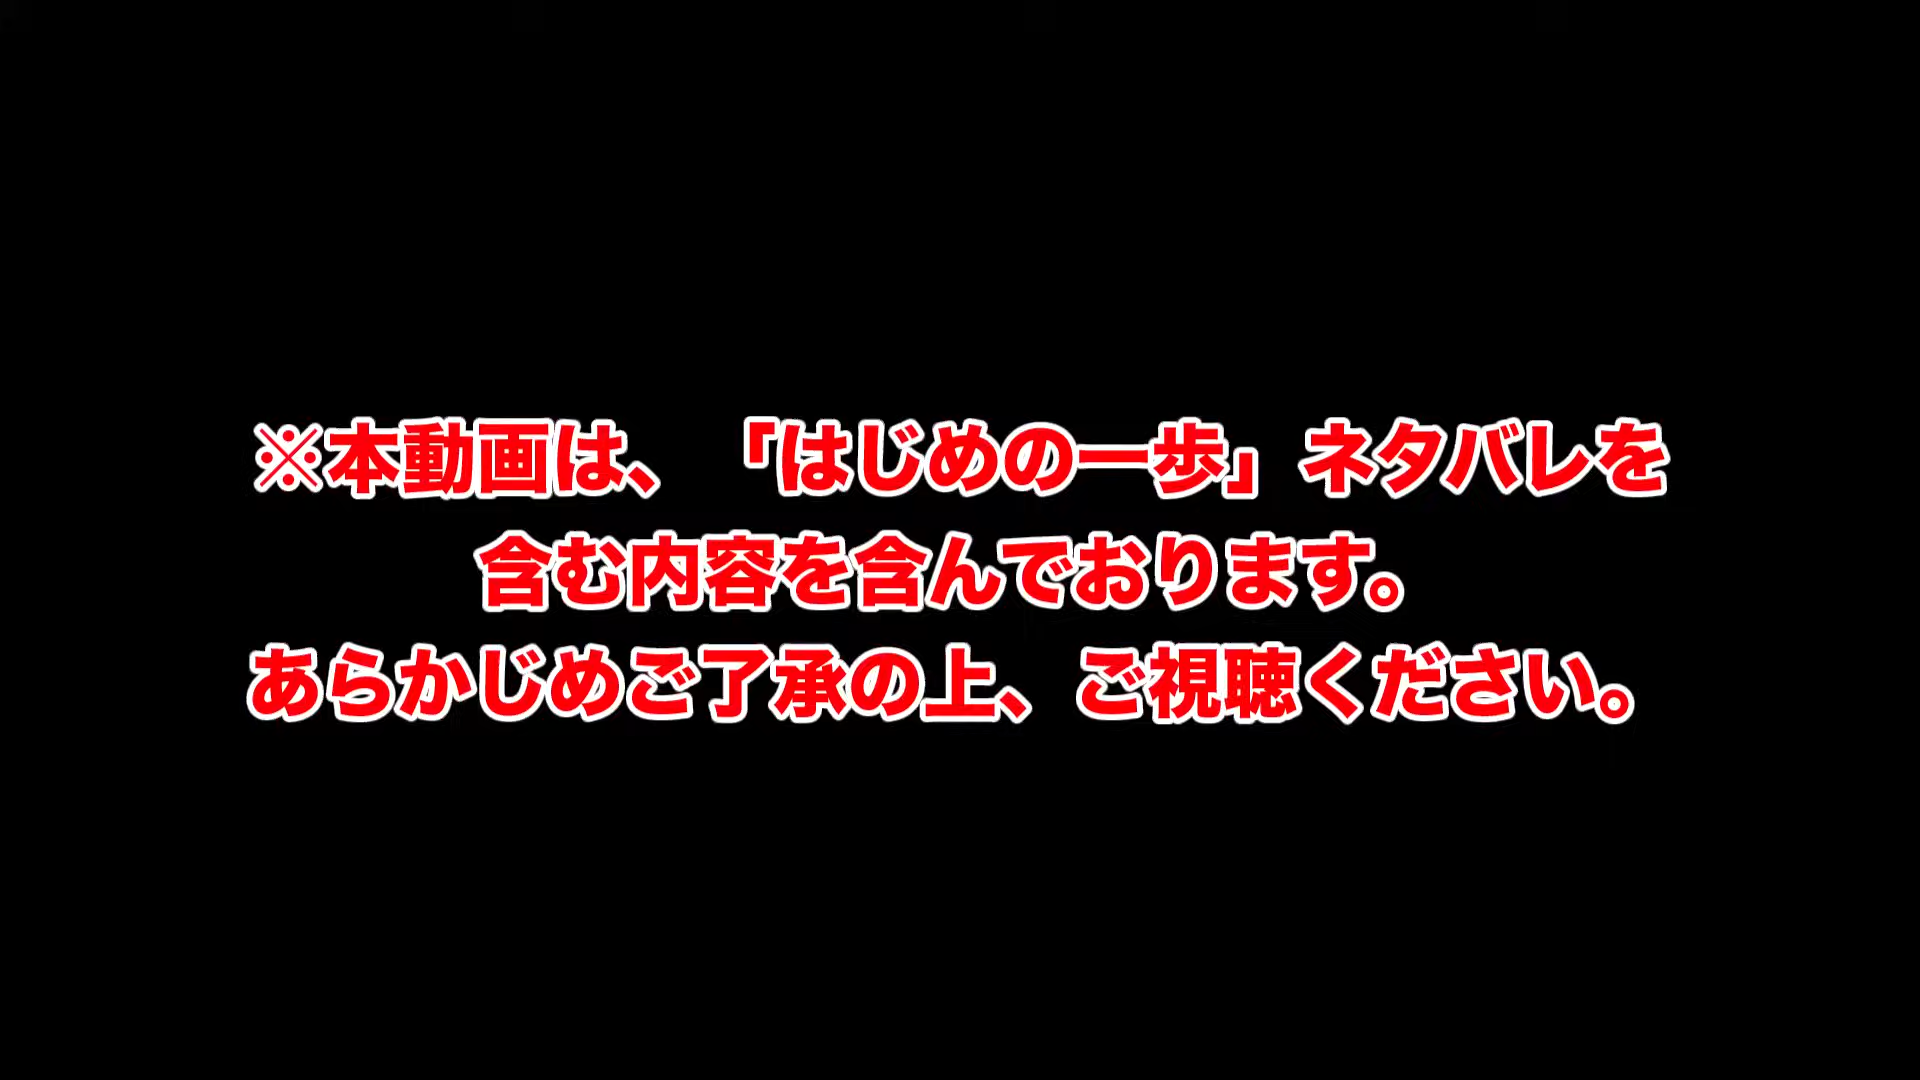 ※本動画は、「はじめの一歩」ネタバレを
含む内容を含んでおります。
あらかじめご了承の上、ご視聴ください。